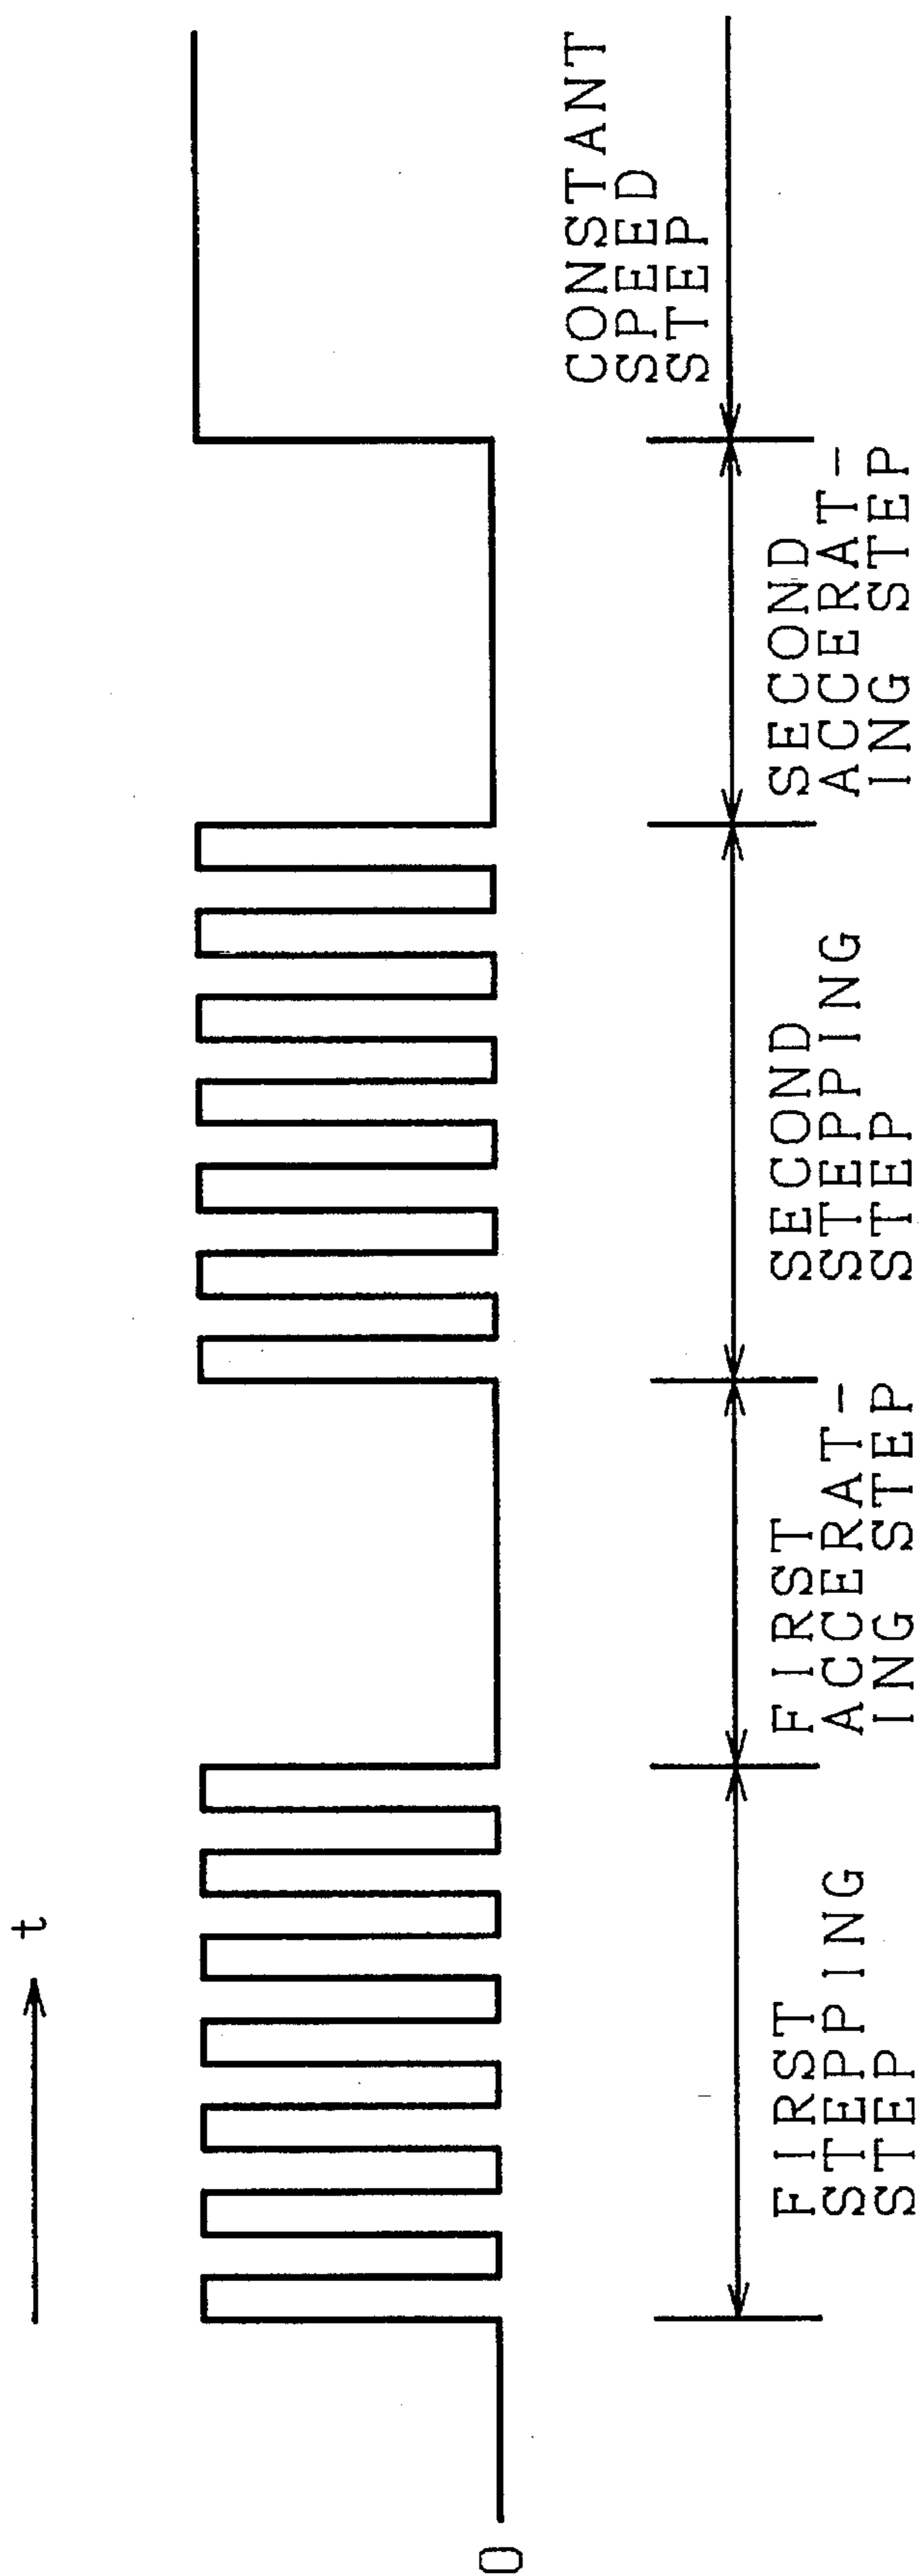 t
0
FIRST
STEPPING
STEP
FIRST
ACCERAT-
ING STEP
SECOND
STEPPING
STEP
SECOND
ACCERAT-
ING STEP
CONSTANT
SPEED
STEP